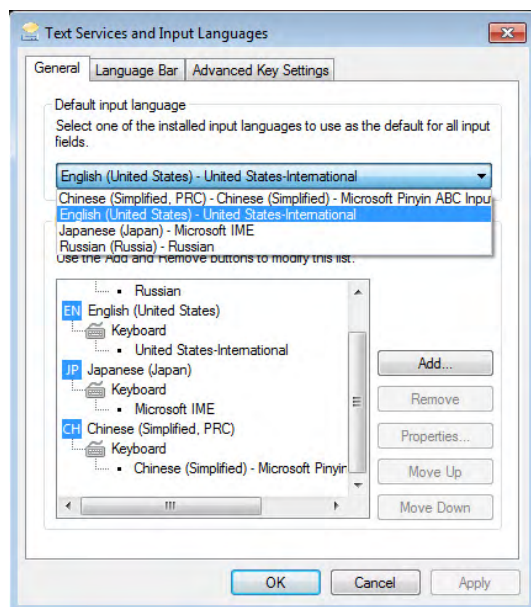 Text Services and Input Languages
General
Language Bar
Advanced Key Settings
Default input language
Select one of the installed input languages to use as the default for all input
fields.
English (United States) - United States-International
Chinese (Simplified, PRC) - Chinese (Simplified) - Microsoft Pinyin ABC Inpu
English (United States) - United States-International
Japanese (Japan) - Microsoft IME
Russian (Russia) - Russian
Use the Add and Remove buttons to modify this list.
Russian
EN English (United States)
Keyboard
United States-International
JP Japanese (Japan)
Keyboard
Microsoft IME
CH Chinese (Simplified, PRC)
Keyboard
Chinese (Simplified) - Microsoft Pinyin
Add...
Remove
Properties...
Move Up
Move Down
OK
Cancel
Apply